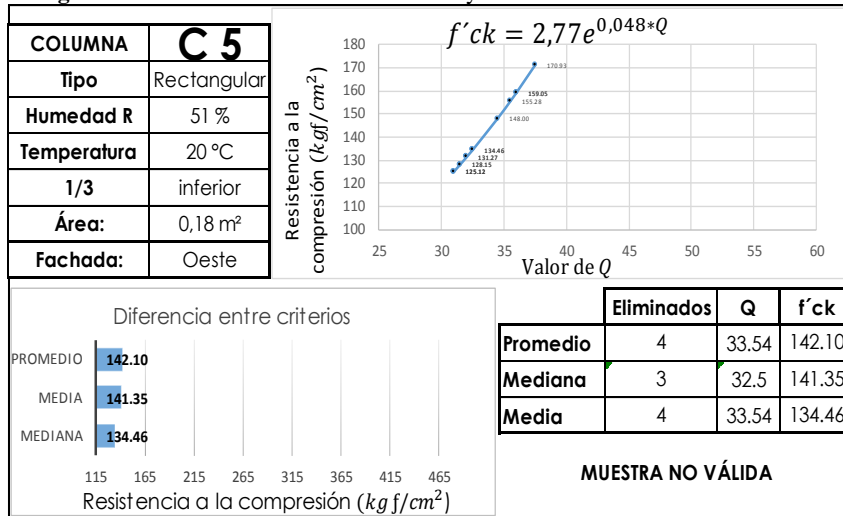 COLUMNA C 5
Tipo Rectangular
Humedad R 51 %
Temperatura 20 °C
1/3 inferior
Área: 0,18 m²
Fachada: Oeste
f´ck = 2,77e^{0,048*Q}
Resistencia a la
compresión (kgf/cm²)
180
170
160
150
140
130
120
110
100
170.93
159.05
155.28
148.00
134.46
131.27
128.15
125.12
25 30 35 40 45 50 55 60
Valor de Q
Diferencia entre criterios
PROMEDIO 142.10
MEDIA 141.35
MEDIANA 134.46
115 165 215 265 315 365 415 465
Resistencia a la compresión (kg f/cm²)
Eliminados Q f´ck
Promedio 4 33.54 142.10
Mediana 3 32.5 141.35
Media 4 33.54 134.46
MUESTRA NO VÁLIDA